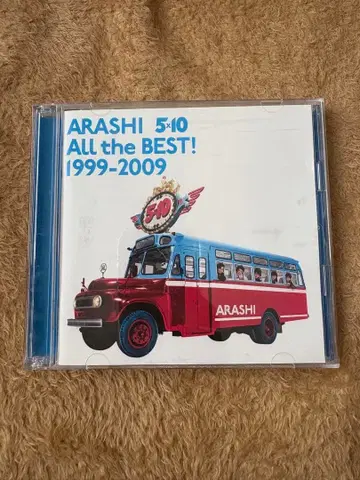 ARASHI 5×10
All the BEST!
1999-2009
5×10
ARASHI